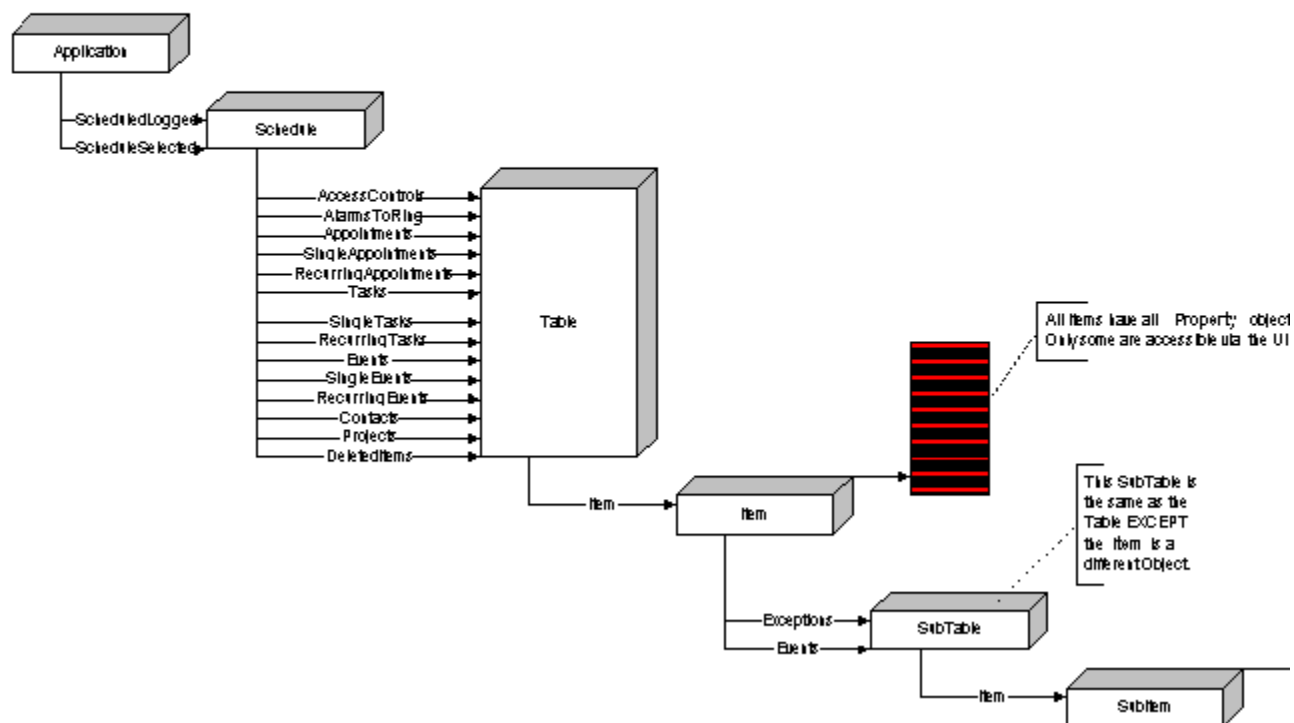 Application
ScheduledLogged
Schedule
ScheduleSelected
AccessControls
AlarmsToRing
Appointments
SingleAppointments
RecurringAppointments
Tasks
Table
SingleTasks
RecurringTasks
Events
SingleEvents
RecurringEvents
Contacts
Projects
DeletedItems
All Items have all Property object
Only some are accessible via the UI
Item
Item
This SubTable is
the same as the
Table EXCEPT
the Item is a
different Object.
Exceptions
SubTable
Events
Item
SubItem